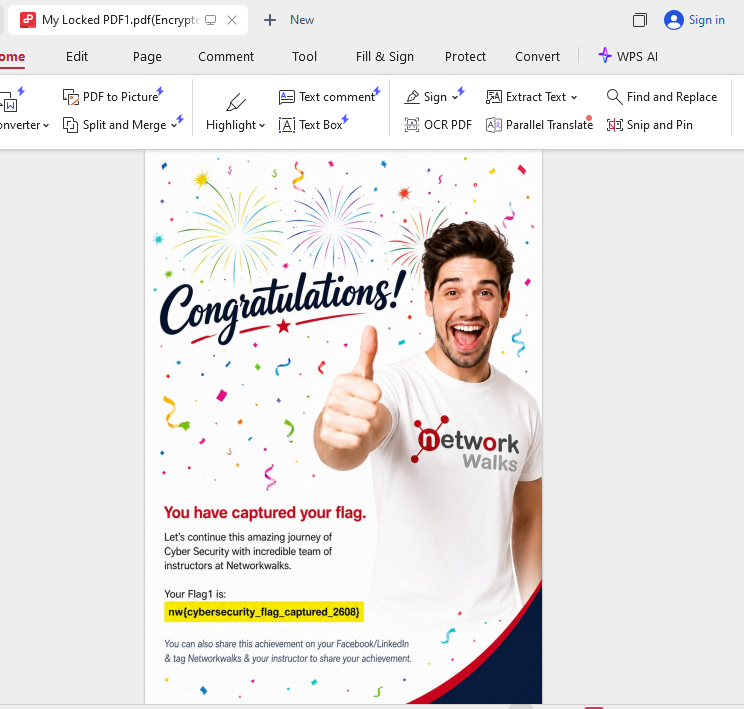 My Locked PDF1.pdf(Encrypte
New
Sign in
ome
Edit
Page
Comment
Tool
Fill & Sign
Protect
Convert
WPS AI
PDF to Picture
Text comment
Sign
Extract Text
Find and Replace
onverter
Split and Merge
Highlight
Text Box
OCR PDF
Parallel Translate
Snip and Pin
Congratulations!
network
Walks
You have captured your flag.
Let's continue this amazing journey of
Cyber Security with incredible team of
instructors at Networkwalks.
Your Flag1 is:
nw{cybersecurity_flag_captured_2608}
You can also share this achievement on your Facebook/LinkedIn
& tag Networkwalks & your instructor to share your achievement.